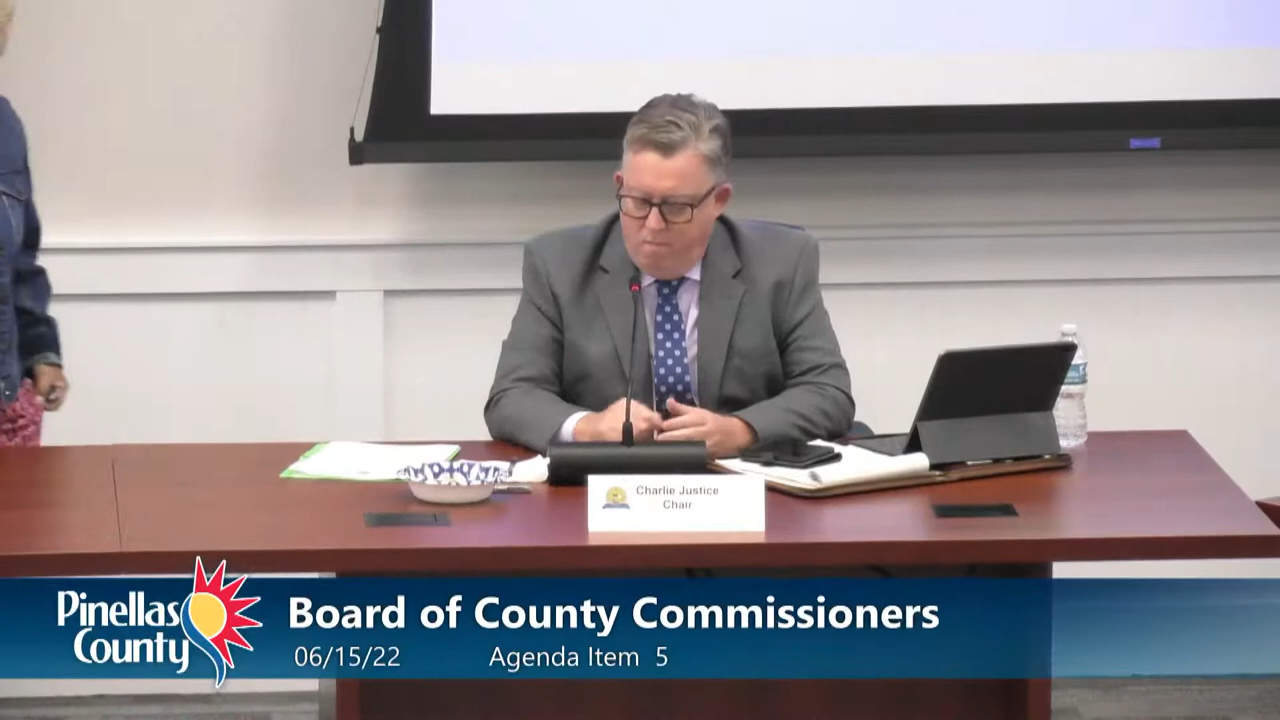 Charlie Justice
Chair
Pinellas
County
Board of County Commissioners
06/15/22 Agenda Item 5